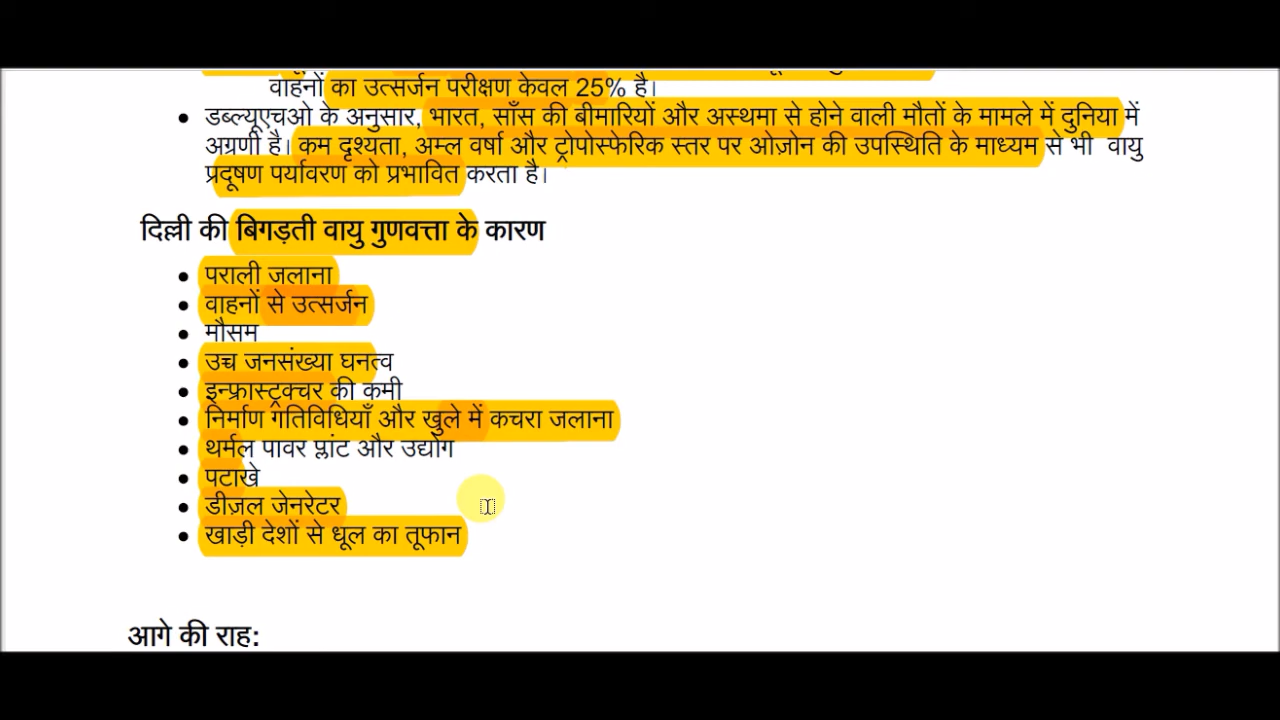 वाहनों का उत्सर्जन परीक्षण केवल 25% है।
• डब्ल्यूएचओ के अनुसार, भारत, साँस की बीमारियों और अस्थमा से होने वाली मौतों के मामले में दुनिया में
अग्रणी है। कम दृश्यता, अम्ल वर्षा और ट्रोपोस्फेरिक स्तर पर ओज़ोन की उपस्थिति के माध्यम से भी वायु
प्रदूषण पर्यावरण को प्रभावित करता है।
दिल्ली की बिगड़ती वायु गुणवत्ता के कारण
• पराली जलाना
• वाहनों से उत्सर्जन
• मौसम
• उच्च जनसंख्या घनत्व
• इन्फ्रास्ट्रक्चर की कमी
• निर्माण गतिविधियाँ और खुले में कचरा जलाना
• थर्मल पावर प्लांट और उद्योग
• पटाखे
• डीज़ल जेनरेटर
• खाड़ी देशों से धूल का तूफान
आगे की राह: